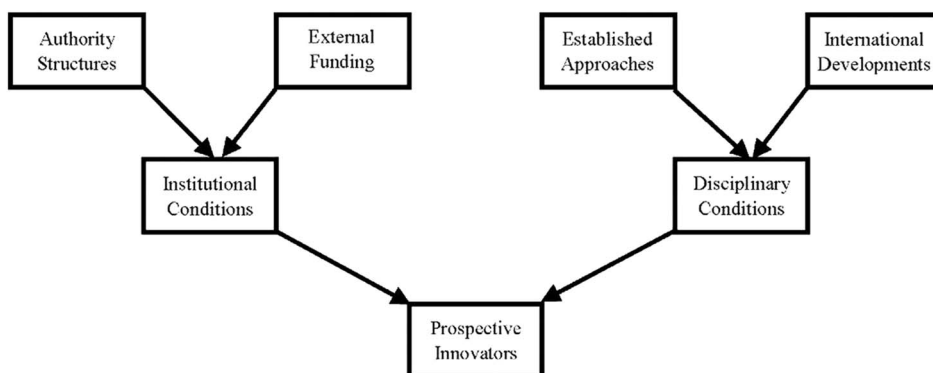 Authority
Structures
External
Funding
Established
Approaches
International
Developments
Institutional
Conditions
Disciplinary
Conditions
Prospective
Innovators